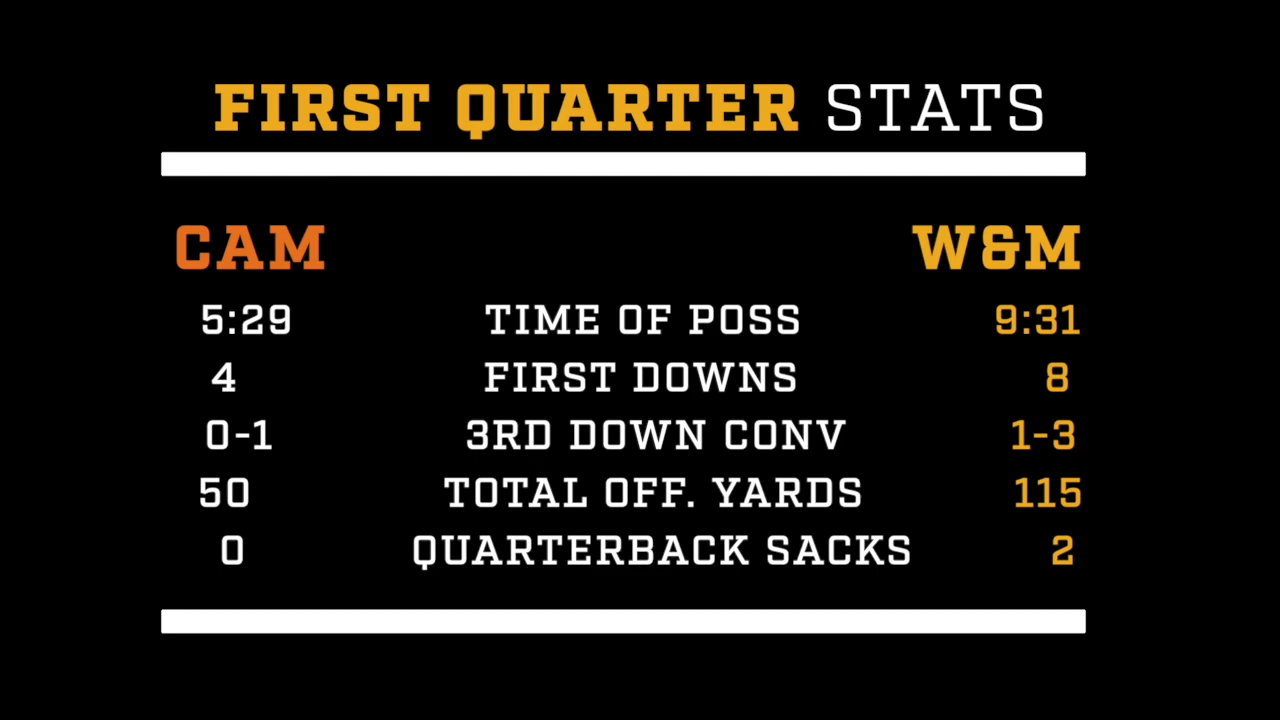 FIRST QUARTER STATS
CAM W&M
5:29 TIME OF POSS 9:31
4 FIRST DOWNS 8
0-1 3RD DOWN CONV 1-3
50 TOTAL OFF. YARDS 115
0 QUARTERBACK SACKS 2